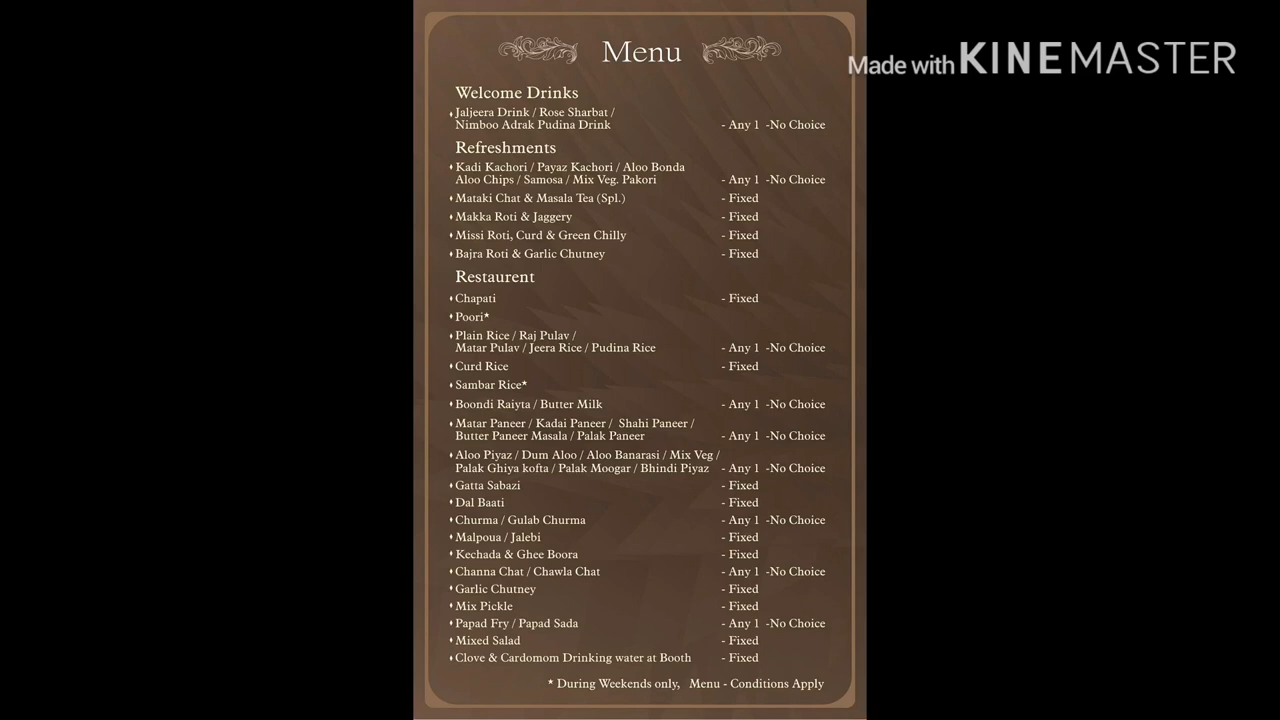 Menu
Made with KINEMASTER
Welcome Drinks
Jaljeera Drink / Rose Sharbat /
Nimboo Adrak Pudina Drink - Any 1 -No Choice
Refreshments
Kadi Kachori / Payaz Kachori / Aloo Bonda
Aloo Chips / Samosa / Mix Veg. Pakori - Any 1 -No Choice
Mataki Chat & Masala Tea (Spl.) - Fixed
Makka Roti & Jaggery - Fixed
Missi Roti, Curd & Green Chilly - Fixed
Bajra Roti & Garlic Chutney - Fixed
Restaurent
Chapati - Fixed
Poori*
Plain Rice / Raj Pulav /
Matar Pulav / Jeera Rice / Pudina Rice - Any 1 -No Choice
Curd Rice - Fixed
Sambar Rice*
Boondi Raiyta / Butter Milk - Any 1 -No Choice
Matar Paneer / Kadai Paneer / Shahi Paneer /
Butter Paneer Masala / Palak Paneer - Any 1 -No Choice
Aloo Piyaz / Dum Aloo / Aloo Banarasi / Mix Veg /
Palak Ghiya kofta / Palak Moogar / Bhindi Piyaz - Any 1 -No Choice
Gatta Sabazi - Fixed
Dal Baati - Fixed
Churma / Gulab Churma - Any 1 -No Choice
Malpoua / Jalebi - Fixed
Kechada & Ghee Boora - Fixed
Channa Chat / Chawla Chat - Any 1 -No Choice
Garlic Chutney - Fixed
Mix Pickle - Fixed
Papad Fry / Papad Sada - Any 1 -No Choice
Mixed Salad - Fixed
Clove & Cardomom Drinking water at Booth - Fixed
* During Weekends only, Menu - Conditions Apply